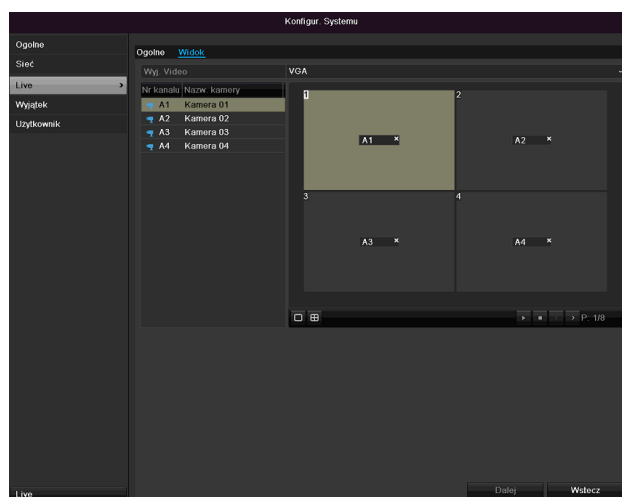 Konfigur. Systemu
Ogolne
Sieć
Live
Wyjątek
Użytkownik
Ogolne Widok
Wyj. Video VGA
Nr kanalu Nazw. kamery
A1 Kamera 01
A2 Kamera 02
A3 Kamera 03
A4 Kamera 04
1 2
A1 × A2 ×
3 4
A3 × A4 ×
P.: 1/8
Live
Dalej Wstecz